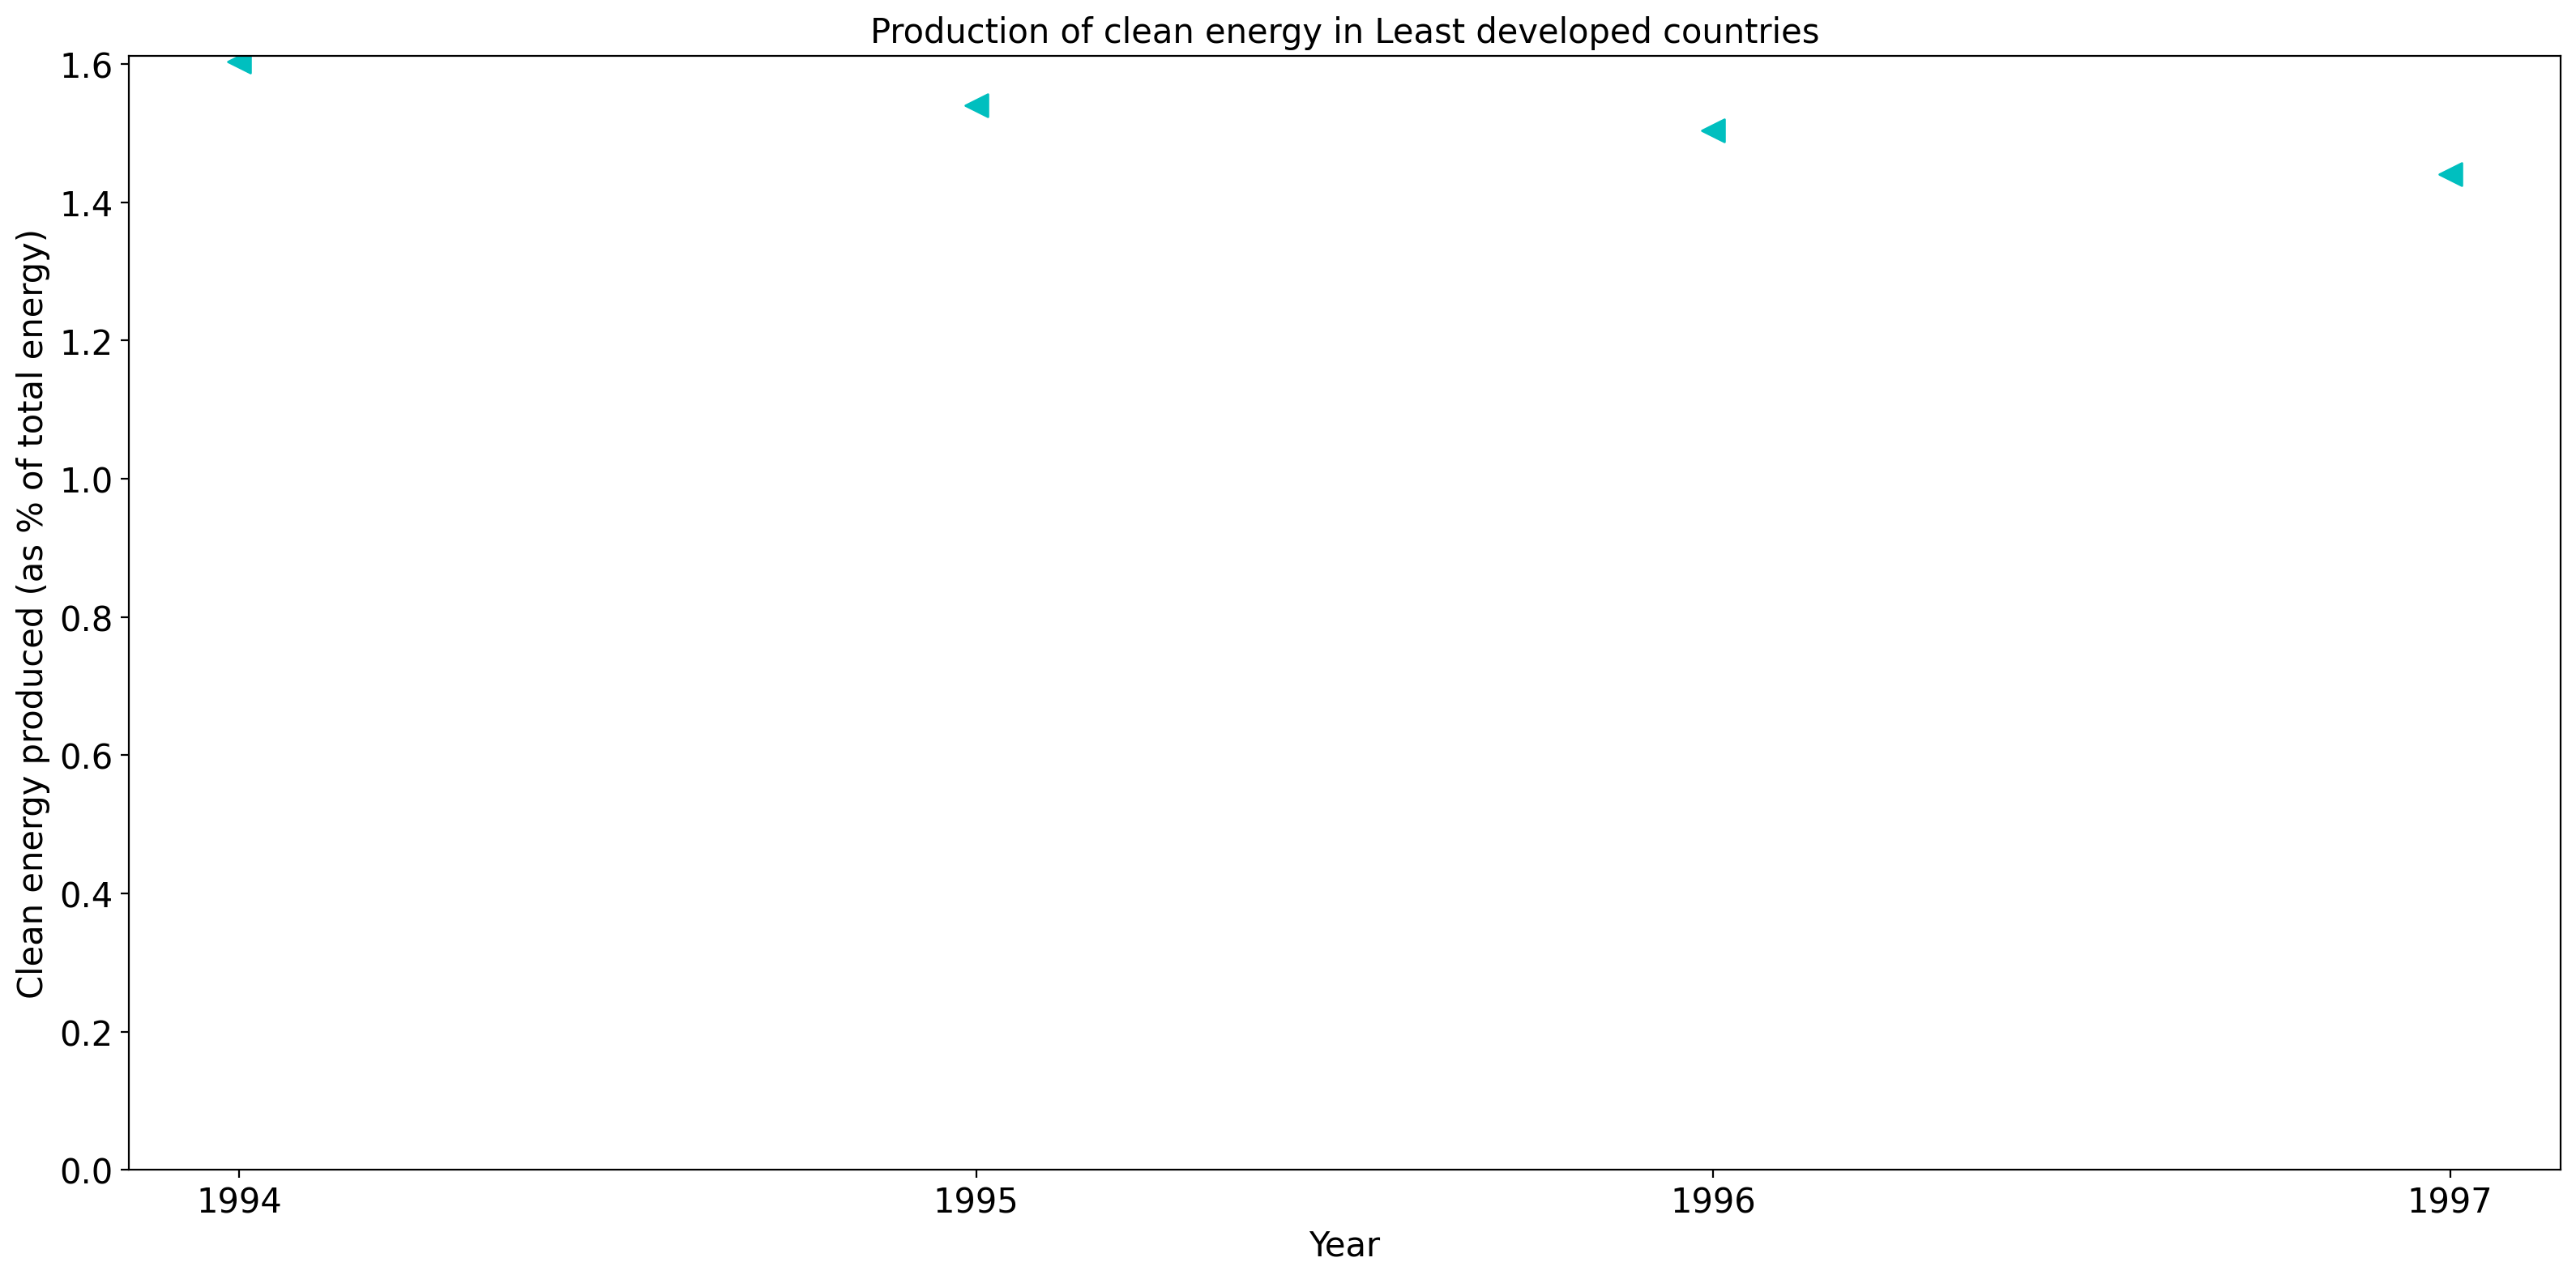 Production of clean energy in Least developed countries
Clean energy produced (as % of total energy)
1.6
1.4
1.2
1.0
0.8
0.6
0.4
0.2
0.0
1994 1995 1996 1997
Year